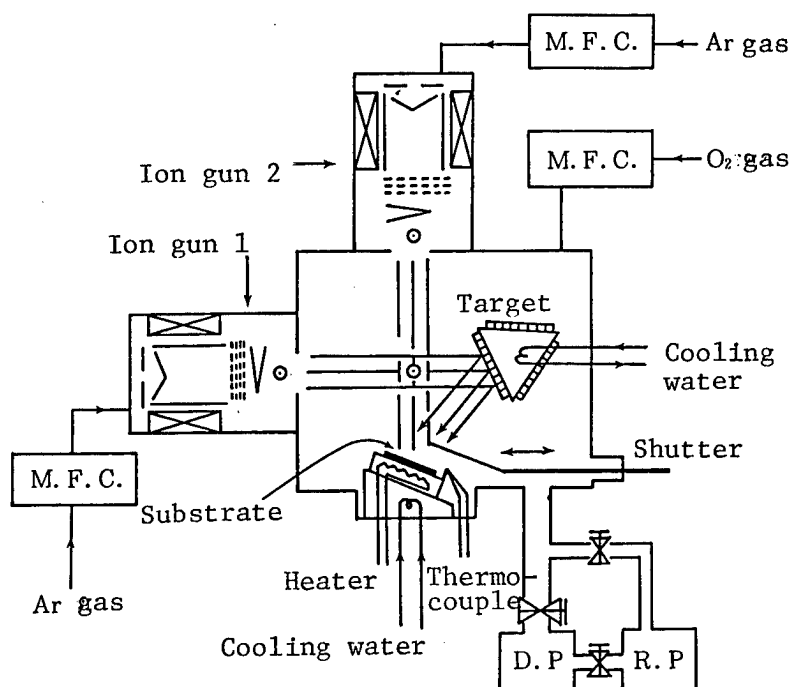 M. F. C.
Ar gas
M. F. C.
O₂ gas
Ion gun 2
Ion gun 1
Target
Cooling
water
Shutter
M. F. C.
Substrate
Heater
Thermo
couple
Ar gas
Cooling water
D. P
R. P